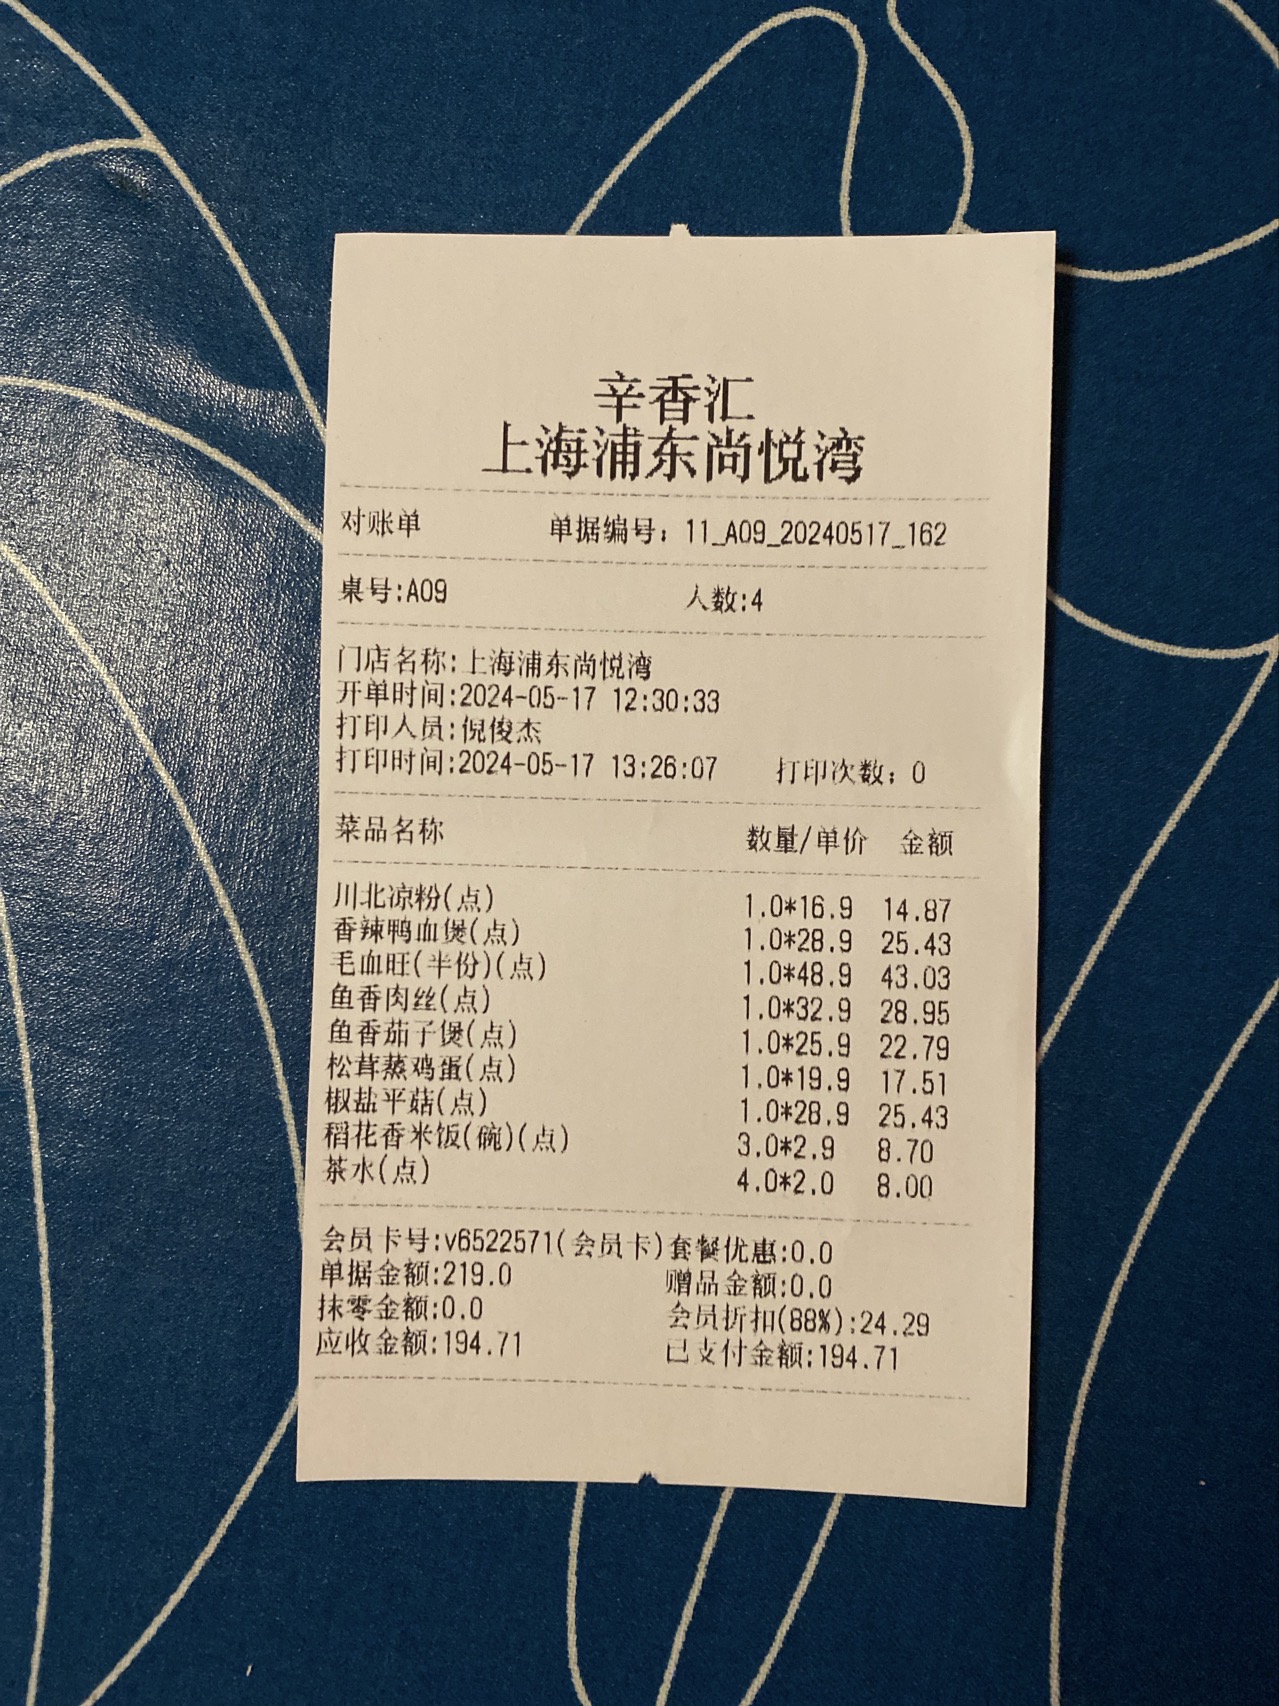 辛香汇
上海浦东尚悦湾
对账单 单据编号：11_A09_20240517_162
桌号:A09 人数:4
门店名称:上海浦东尚悦湾
开单时间:2024-05-17 12:30:33
打印人员:倪俊杰
打印时间:2024-05-17 13:26:07 打印次数：0
菜品名称 数量/单价 金额
川北凉粉(点) 1.0*16.9 14.87
香辣鸭血煲(点) 1.0*28.9 25.43
毛血旺(半份)(点) 1.0*48.9 43.03
鱼香肉丝(点) 1.0*32.9 28.95
鱼香茄子煲(点) 1.0*25.9 22.79
松茸蒸鸡蛋(点) 1.0*19.9 17.51
椒盐平菇(点) 1.0*28.9 25.43
稻花香米饭(碗)(点) 3.0*2.9 8.70
茶水(点) 4.0*2.0 8.00
会员卡号:v6522571(会员卡) 套餐优惠:0.0
单据金额:219.0 赠品金额:0.0
抹零金额:0.0 会员折扣(88%):24.29
应收金额:194.71 已支付金额:194.71